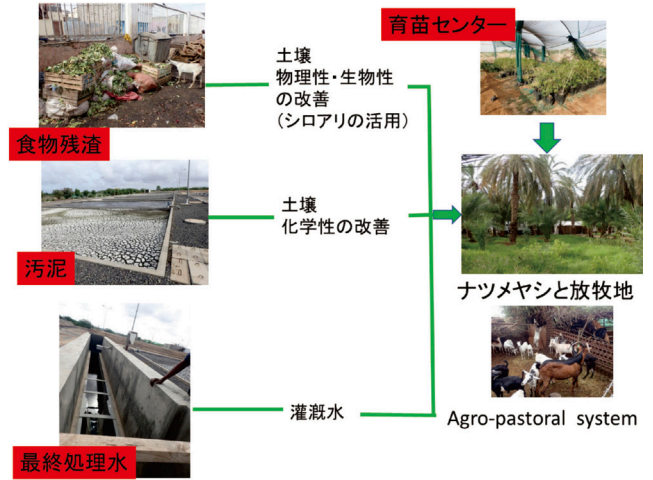 食物残渣
土壌
物理性・生物性
の改善
(シロアリの活用)
汚泥
土壌
化学性の改善
最終処理水
灌漑水
育苗センター
ナツメヤシと放牧地
Agro-pastoral system